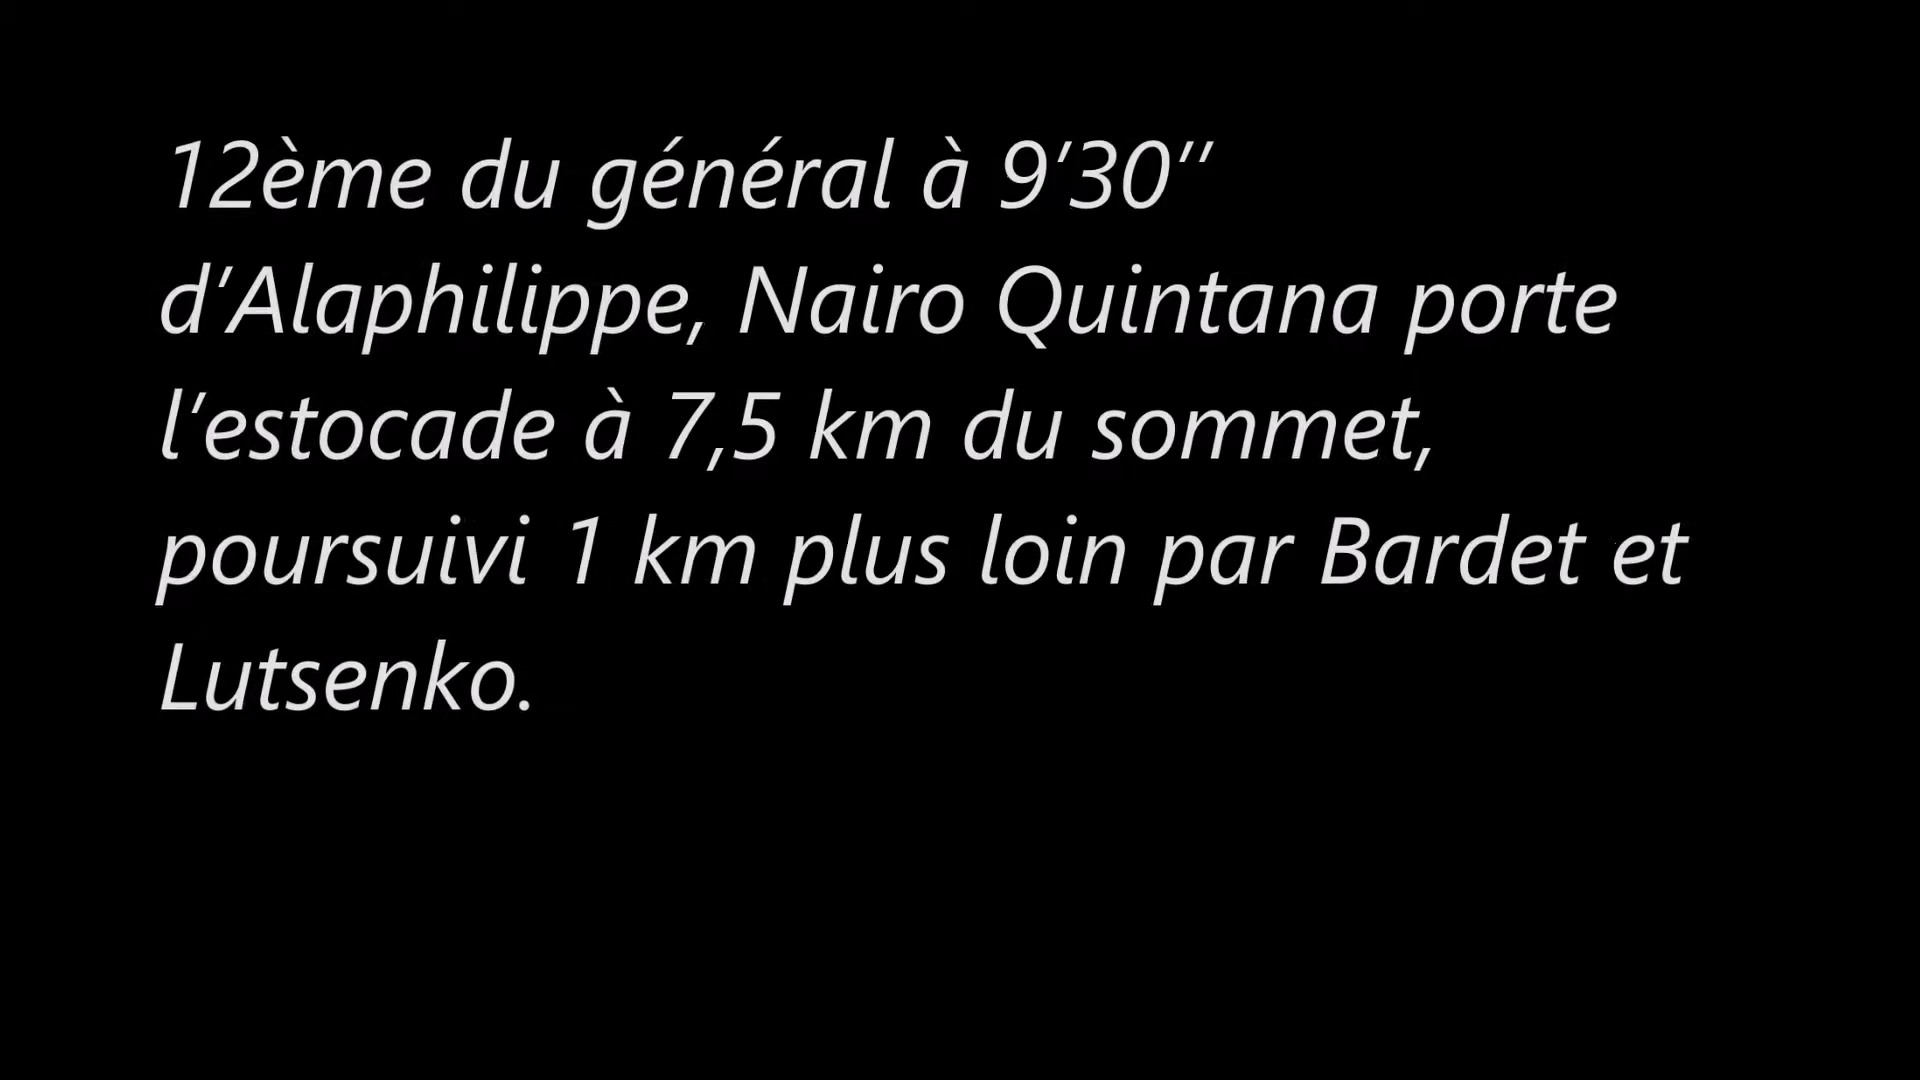 12ème du général à 9’30’’
d’Alaphilippe, Nairo Quintana porte
l’estocade à 7,5 km du sommet,
poursuivi 1 km plus loin par Bardet et
Lutsenko.